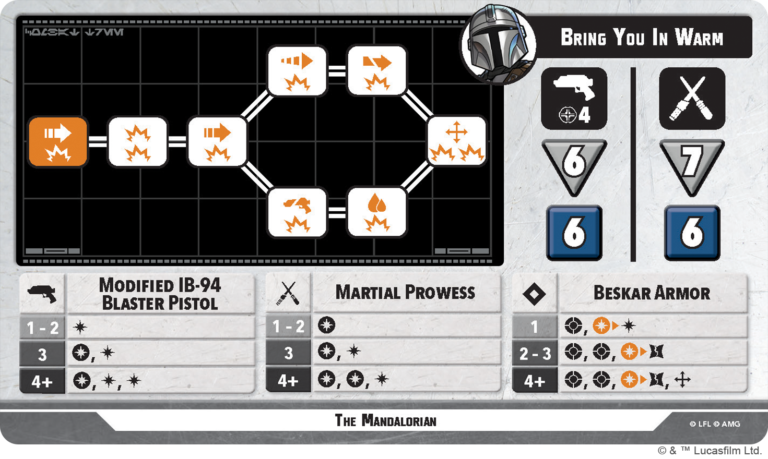 BRING YOU IN WARM
4
6 7
6 6
MODIFIED IB-94
BLASTER PISTOL
1 - 2
3
4+
MARTIAL PROWESS
1 - 2
3
4+
BESKAR ARMOR
1
2 - 3
4+
THE MANDALORIAN
© LFL © AMG
© & ™ Lucasfilm Ltd.